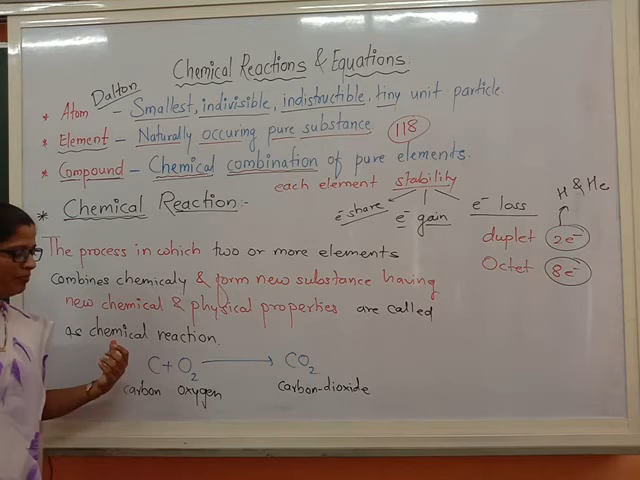 Chemical Reactions & Equations
Dalton
* Atom - Smallest, indivisible, indistructible, tiny unit particle.
* Element - Naturally occuring pure substance. 118
* Compound - Chemical combination of pure elements.
each element stability
* Chemical Reaction:-
e- share e- gain e- loss H & He
duplet 2e-
Octet 8e-
The process in which two or more elements
combines chemicaly & form new substance having
new chemical & physical properties are called
as chemical reaction.
C + O2 → CO2
carbon oxygen carbon-dioxide